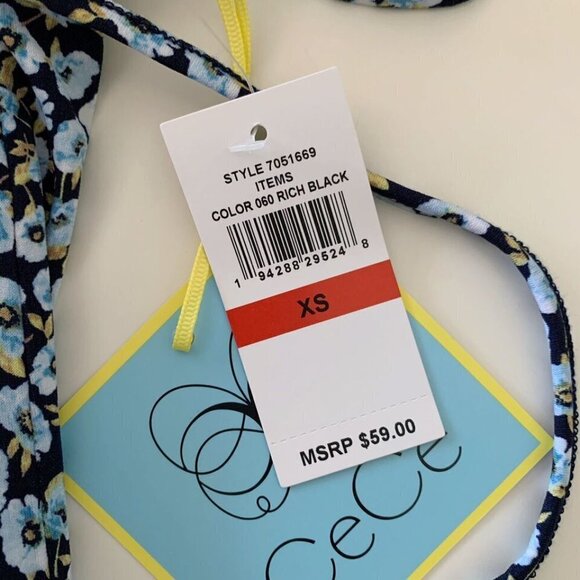 STYLE 7051669
ITEMS
COLOR 060 RICH BLACK
1 94288 29524 8
XS
MSRP $59.00
CeCe